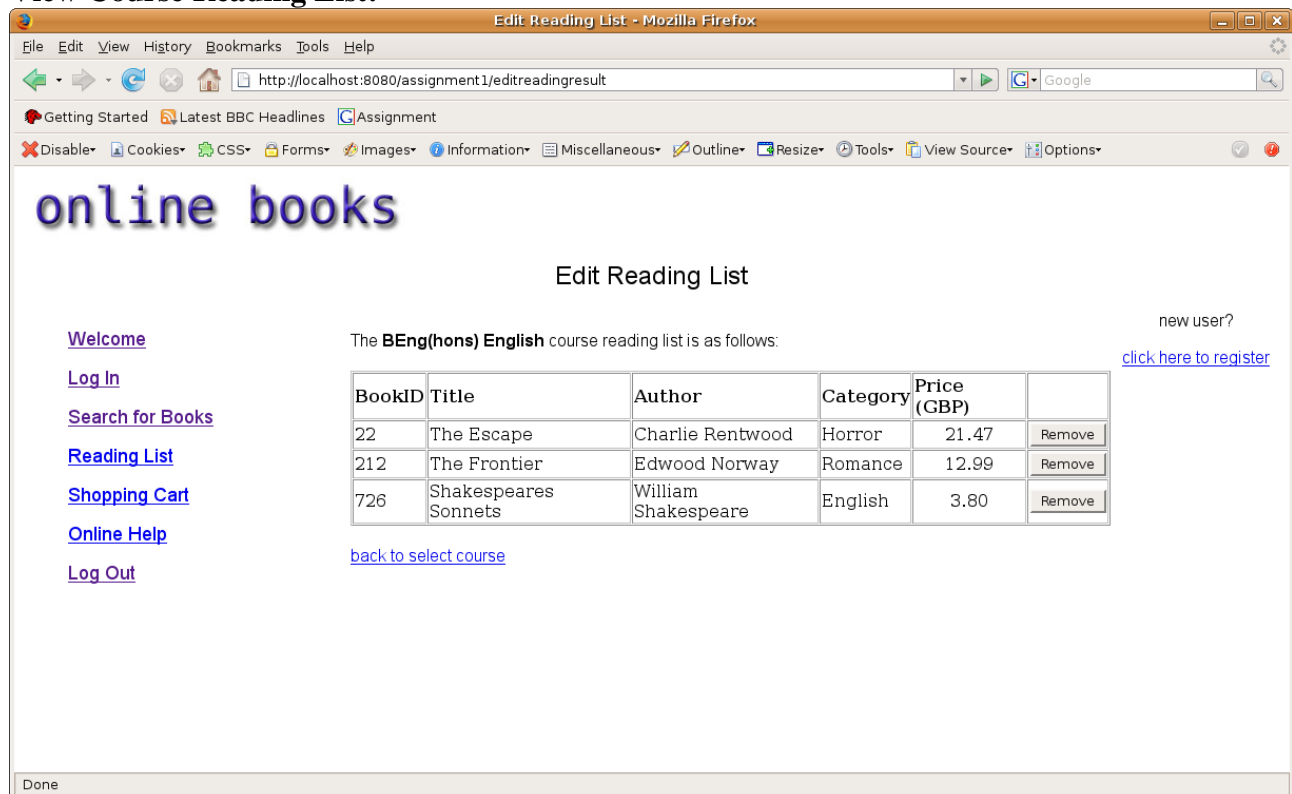 View Course Reading List:
Edit Reading List - Mozilla Firefox
File Edit View History Bookmarks Tools Help
http://localhost:8080/assignment1/editreadingresult
G Google
Getting Started Latest BBC Headlines G Assignment
Disable Cookies CSS Forms Images Information Miscellaneous Outline Resize Tools View Source Options
online books
Edit Reading List
new user?
click here to register
Welcome
Log In
Search for Books
Reading List
Shopping Cart
Online Help
Log Out
The BEng(hons) English course reading list is as follows:
BookID Title Author Category Price (GBP)
22 The Escape Charlie Rentwood Horror 21.47 Remove
212 The Frontier Edwood Norway Romance 12.99 Remove
726 Shakespeares Sonnets William Shakespeare English 3.80 Remove
back to select course
Done